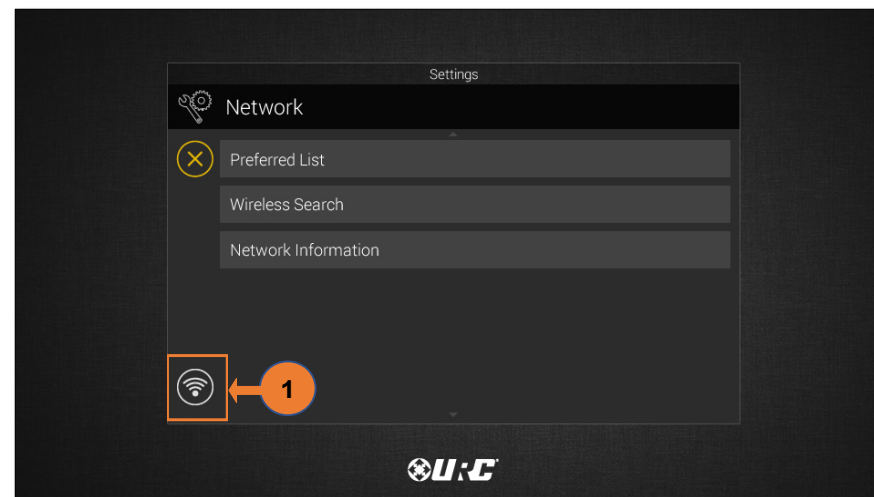 Settings
Network
Preferred List
Wireless Search
Network Information
1
URC